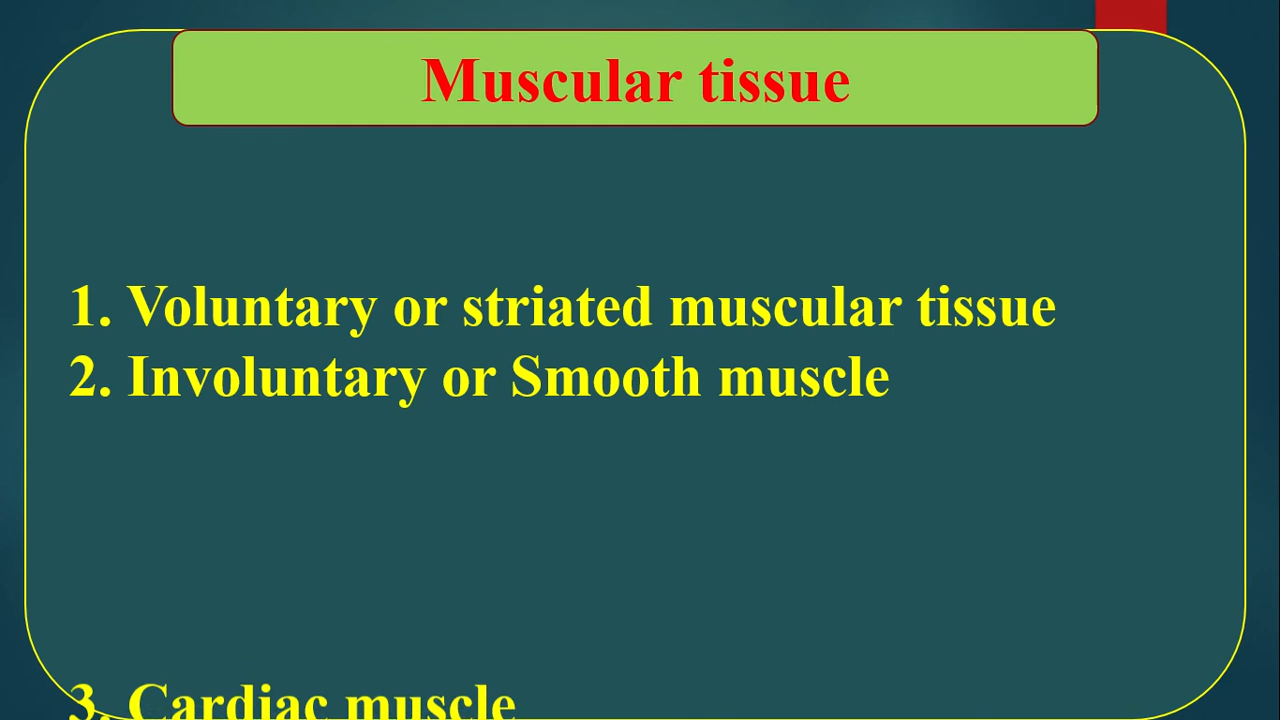 Muscular tissue
1. Voluntary or striated muscular tissue
2. Involuntary or Smooth muscle
3. Cardiac muscle